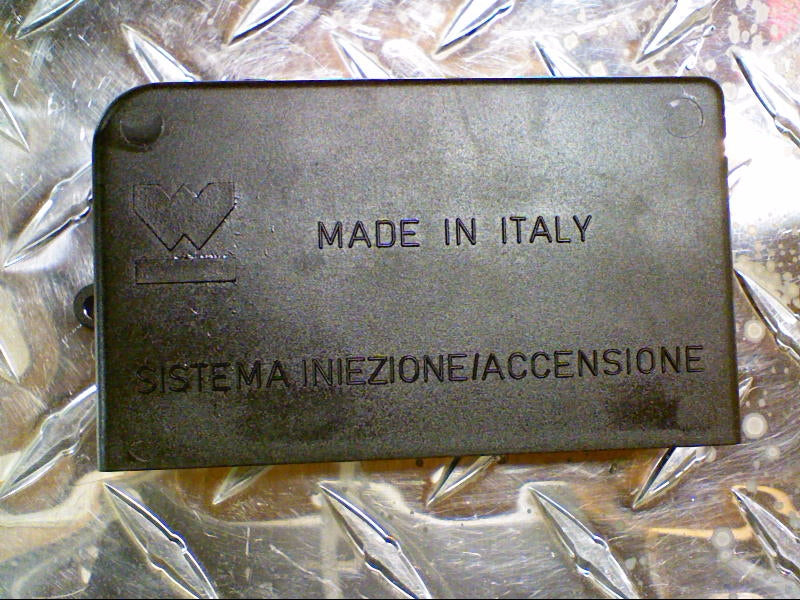 MADE IN ITALY
SISTEMA INIEZIONE/ACCENSIONE